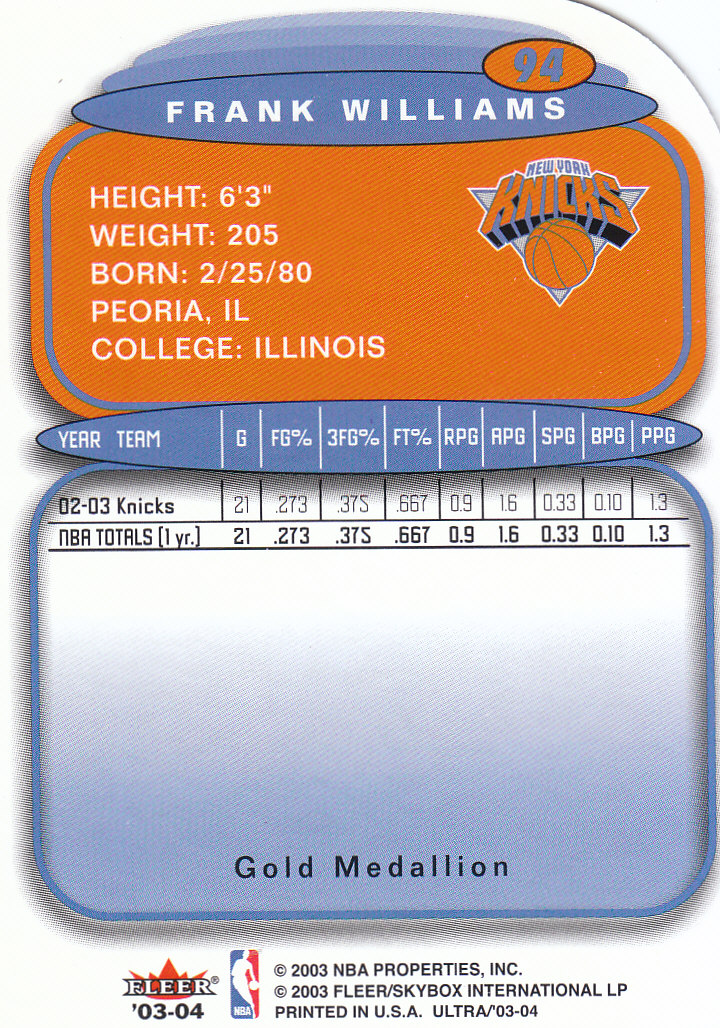 94
FRANK WILLIAMS
NEW YORK
KNICKS
HEIGHT: 6'3"
WEIGHT: 205
BORN: 2/25/80
PEORIA, IL
COLLEGE: ILLINOIS
YEAR TEAM G FG% 3FG% FT% RPG APG SPG BPG PPG
02-03 Knicks 21 .273 .375 .667 0.9 1.6 0.33 0.10 1.3
NBA TOTALS [1 yr.] 21 .273 .375 .667 0.9 1.6 0.33 0.10 1.3
Gold Medallion
FLEER®
'03-04
NBA
© 2003 NBA PROPERTIES, INC.
© 2003 FLEER/SKYBOX INTERNATIONAL LP
PRINTED IN U.S.A. ULTRA/'03-04